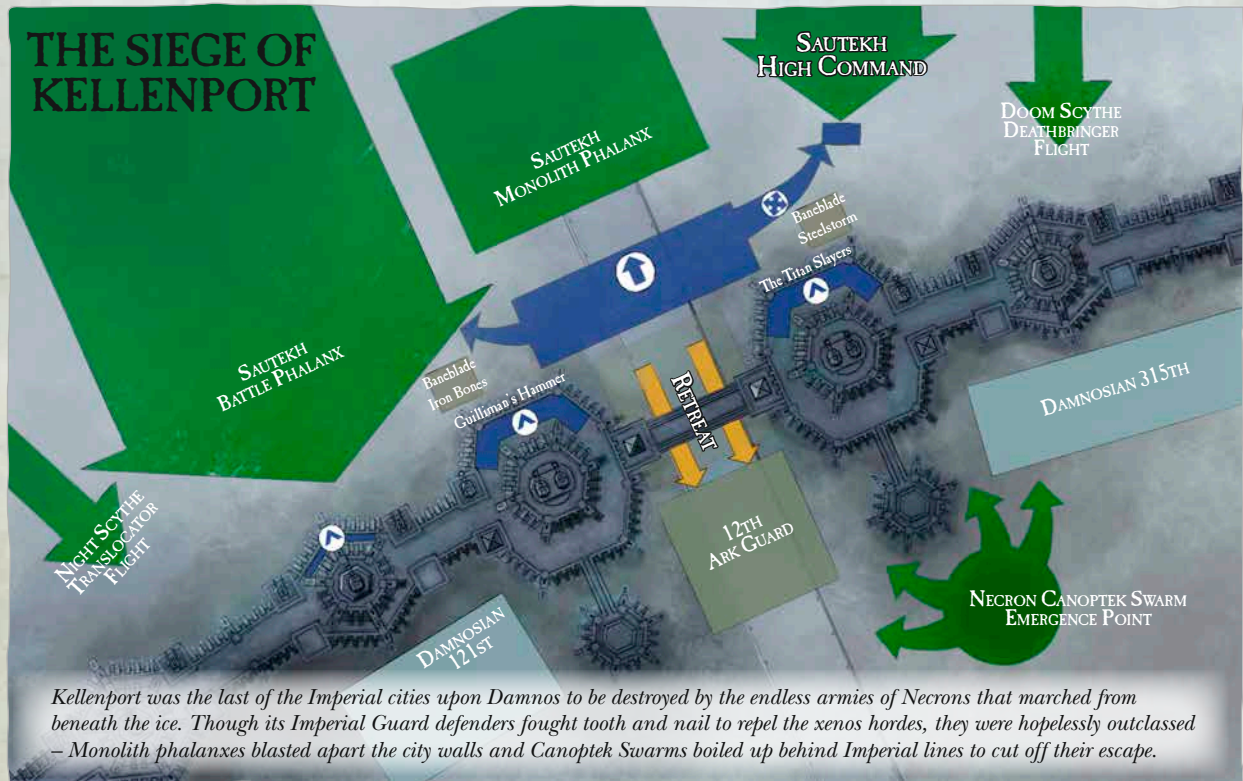 THE SIEGE OF
KELLENPORT
SAUTEKH
HIGH COMMAND
SAUTEKH
MONOLITH PHALANX
DOOM SCYTHE
DEATHBRINGER
FLIGHT
Baneblade
Steelstorm
The Titan Slayers
SAUTEKH
BATTLE PHALANX
Baneblade
Iron Bones
Guilliman's Hammer
RETREAT
DAMNOSIAN 315TH
NIGHT SCYTHE
TRANSLOCATOR
FLIGHT
12TH
ARK GUARD
NECRON CANOPTEK SWARM
EMERGENCE POINT
DAMNOSIAN
121ST
Kellenport was the last of the Imperial cities upon Damnos to be destroyed by the endless armies of Necrons that marched from
beneath the ice. Though its Imperial Guard defenders fought tooth and nail to repel the xenos hordes, they were hopelessly outclassed
– Monolith phalanxes blasted apart the city walls and Canoptek Swarms boiled up behind Imperial lines to cut off their escape.